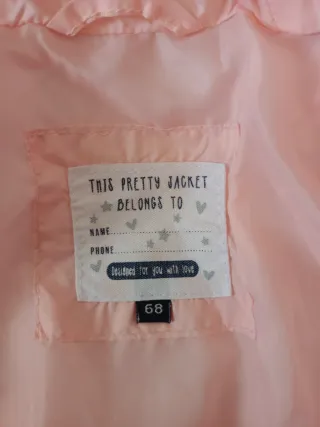 THIS PRETTY JACKET
BELONGS TO
NAME
PHONE
Designed for you with love
68